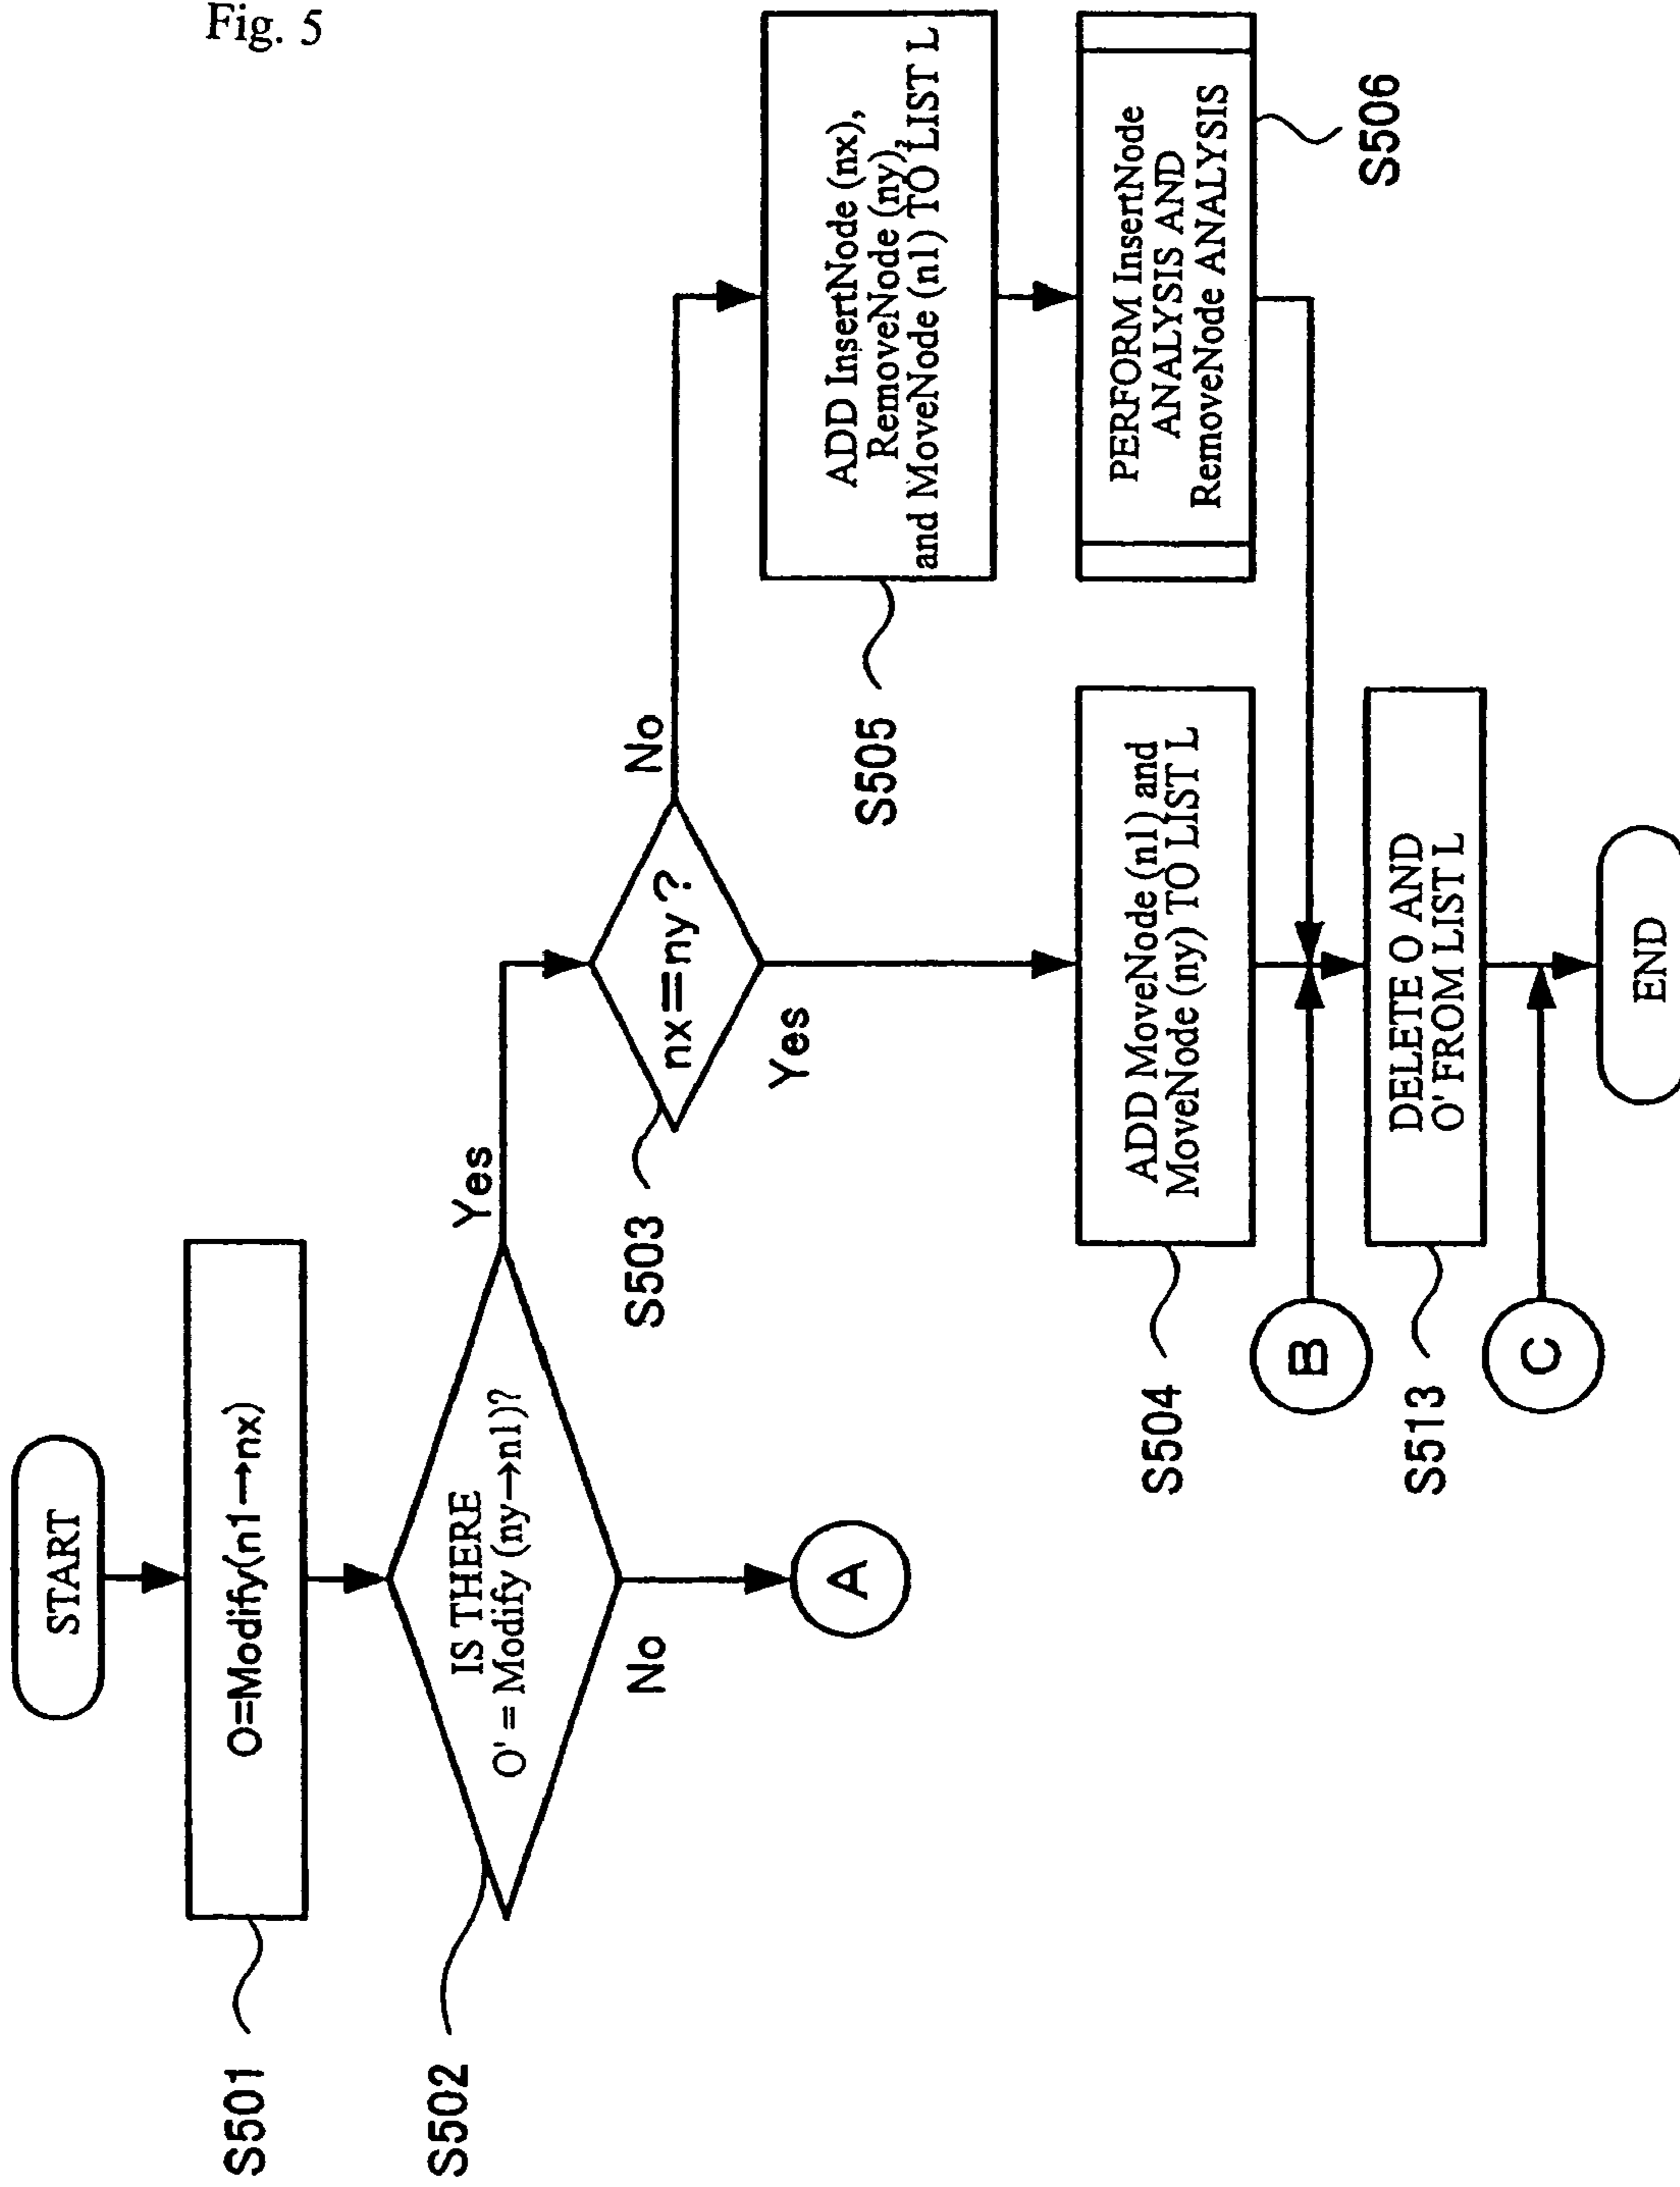 Fig. 5
START
S501
O=Modify(n1→nx)
S502
IS THERE
O' = Modify (ny→n1)?
Yes
No
A
S503
nx=ny?
No
Yes
S505
ADD InsertNode (nx),
RemoveNode (ny),
and MoveNode (n1) TO LIST L
S504
ADD MoveNode (n1) and
MoveNode (ny) TO LIST L
PERFORM InsertNode
ANALYSIS AND
RemoveNode ANALYSIS
S506
B
S513
DELETE O AND
O' FROM LIST L
C
END